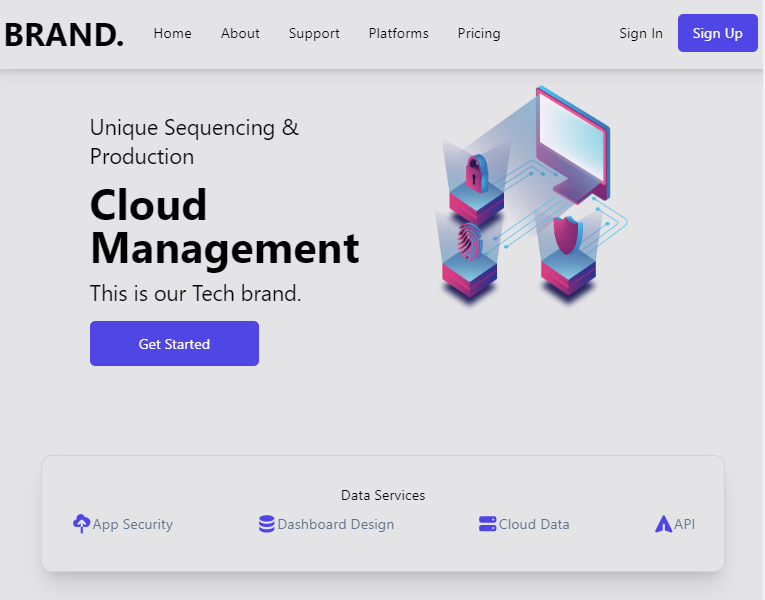 BRAND.
Home
About
Support
Platforms
Pricing
Sign In
Sign Up
Unique Sequencing &
Production
Cloud
Management
This is our Tech brand.
Get Started
Data Services
App Security
Dashboard Design
Cloud Data
API